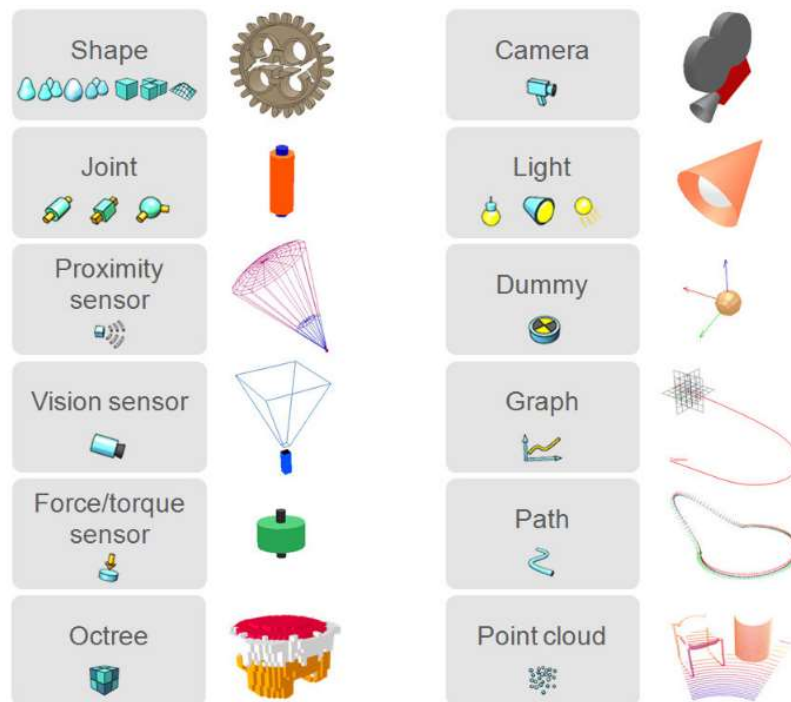 Shape
Camera
Joint
Light
Proximity
sensor
Dummy
Vision sensor
Graph
Force/torque
sensor
Path
Octree
Point cloud